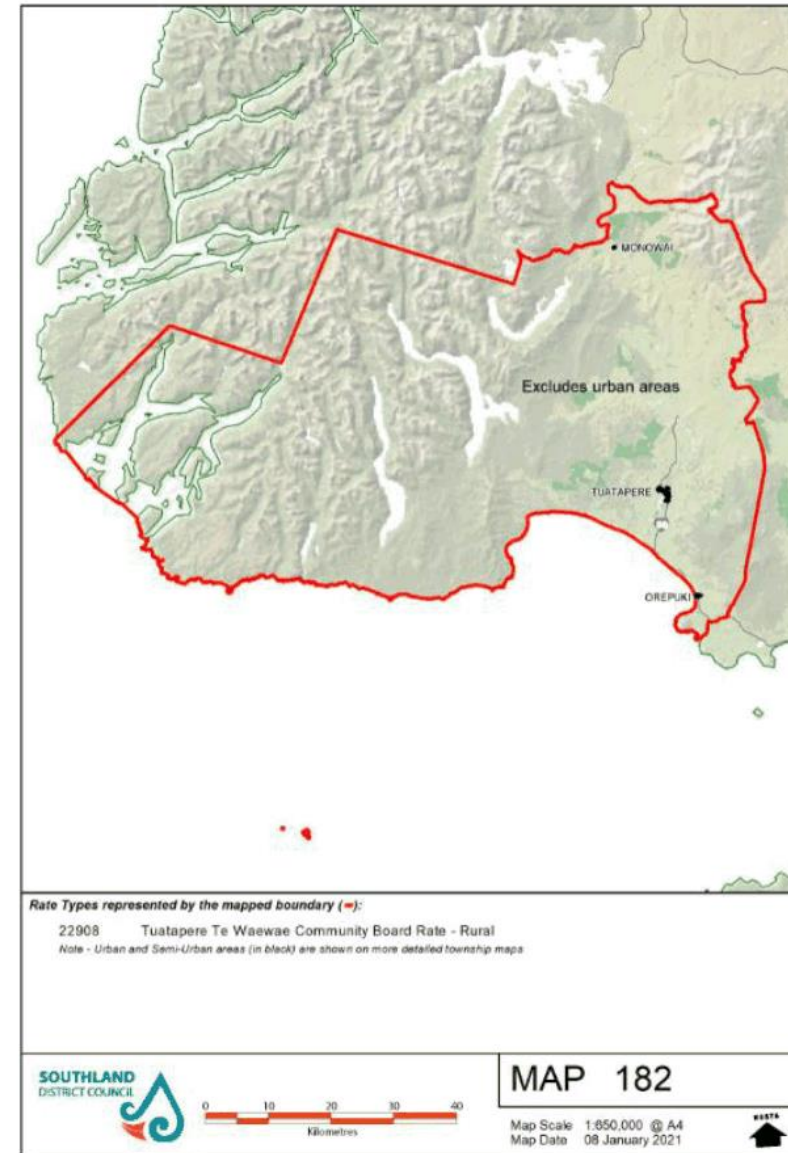 MONOWAI
Excludes urban areas
TUATAPERE
OREPUKI
Rate Types represented by the mapped boundary (-):
22908 Tuatapere Te Waewae Community Board Rate - Rural
Note - Urban and Semi-Urban areas (in black) are shown on more detailed township maps
SOUTHLAND
DISTRICT COUNCIL
0 10 20 30 40
Kilometres
MAP 182
Map Scale 1:650,000 @ A4
Map Date 08 January 2021